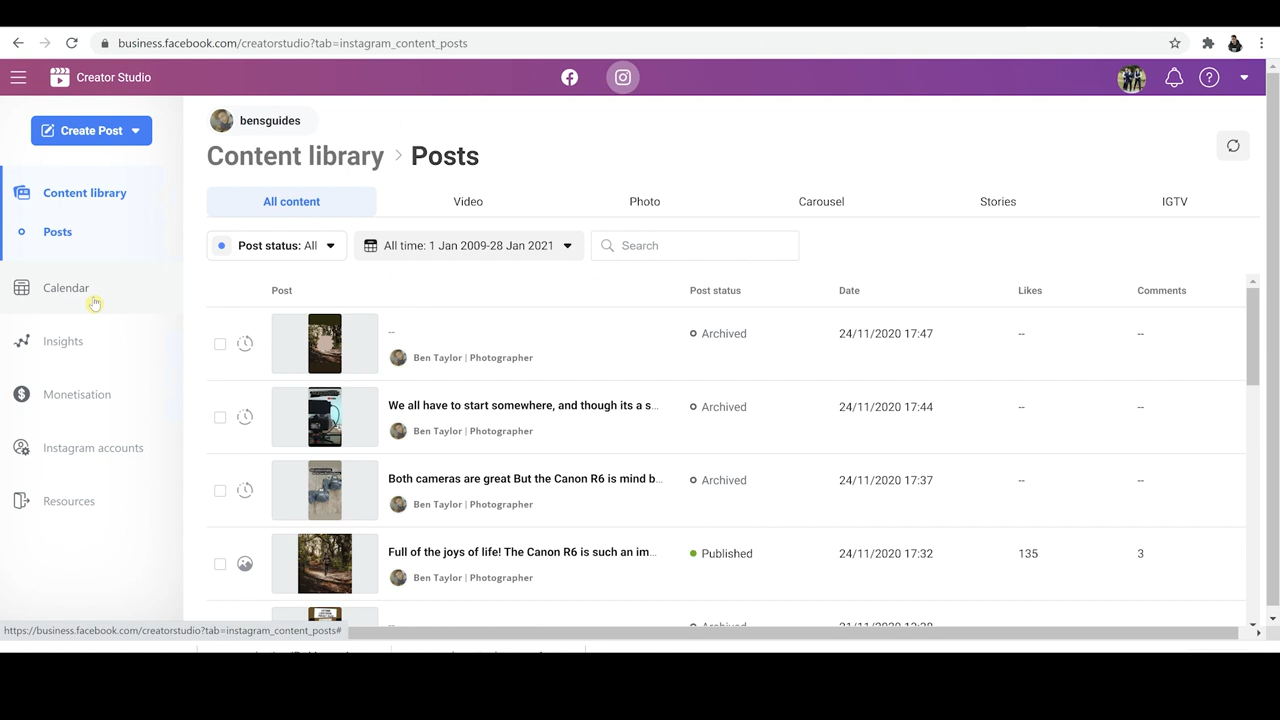 business.facebook.com/creatorstudio?tab=instagram_content_posts
Creator Studio
Create Post
Content library
Posts
Calendar
Insights
Monetisation
Instagram accounts
Resources
bensguides
Content library > Posts
All content Video Photo Carousel Stories IGTV
Post status: All All time: 1 Jan 2009-28 Jan 2021 Search
Post Post status Date Likes Comments
-- Archived 24/11/2020 17:47 -- --
Ben Taylor | Photographer
We all have to start somewhere, and though its a s... Archived 24/11/2020 17:44 -- --
Ben Taylor | Photographer
Both cameras are great But the Canon R6 is mind b... Archived 24/11/2020 17:37 -- --
Ben Taylor | Photographer
Full of the joys of life! The Canon R6 is such an im... Published 24/11/2020 17:32 135 3
Ben Taylor | Photographer
--
https://business.facebook.com/creatorstudio?tab=instagram_content_posts#